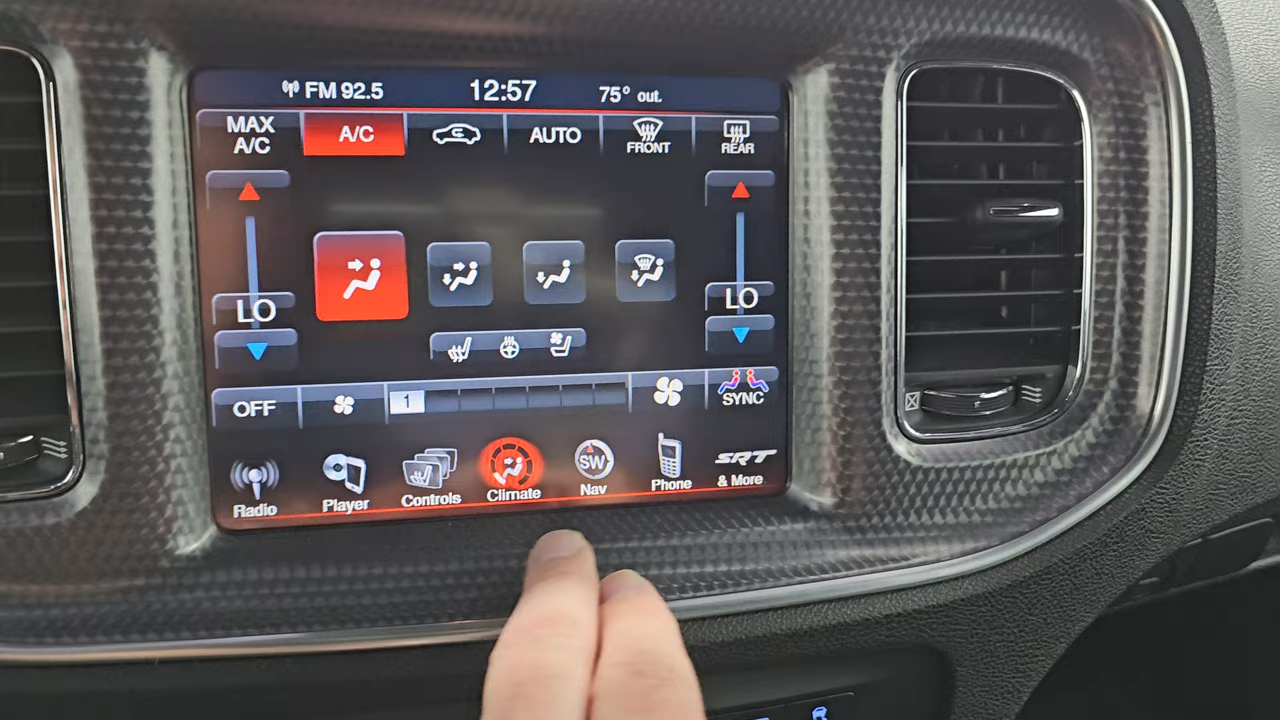 FM 92.5
12:57
75° out.
MAX
A/C
A/C
AUTO
FRONT
REAR
LO
LO
OFF
1
SYNC
Radio
Player
Controls
Climate
SW
Nav
Phone
SRT
& More